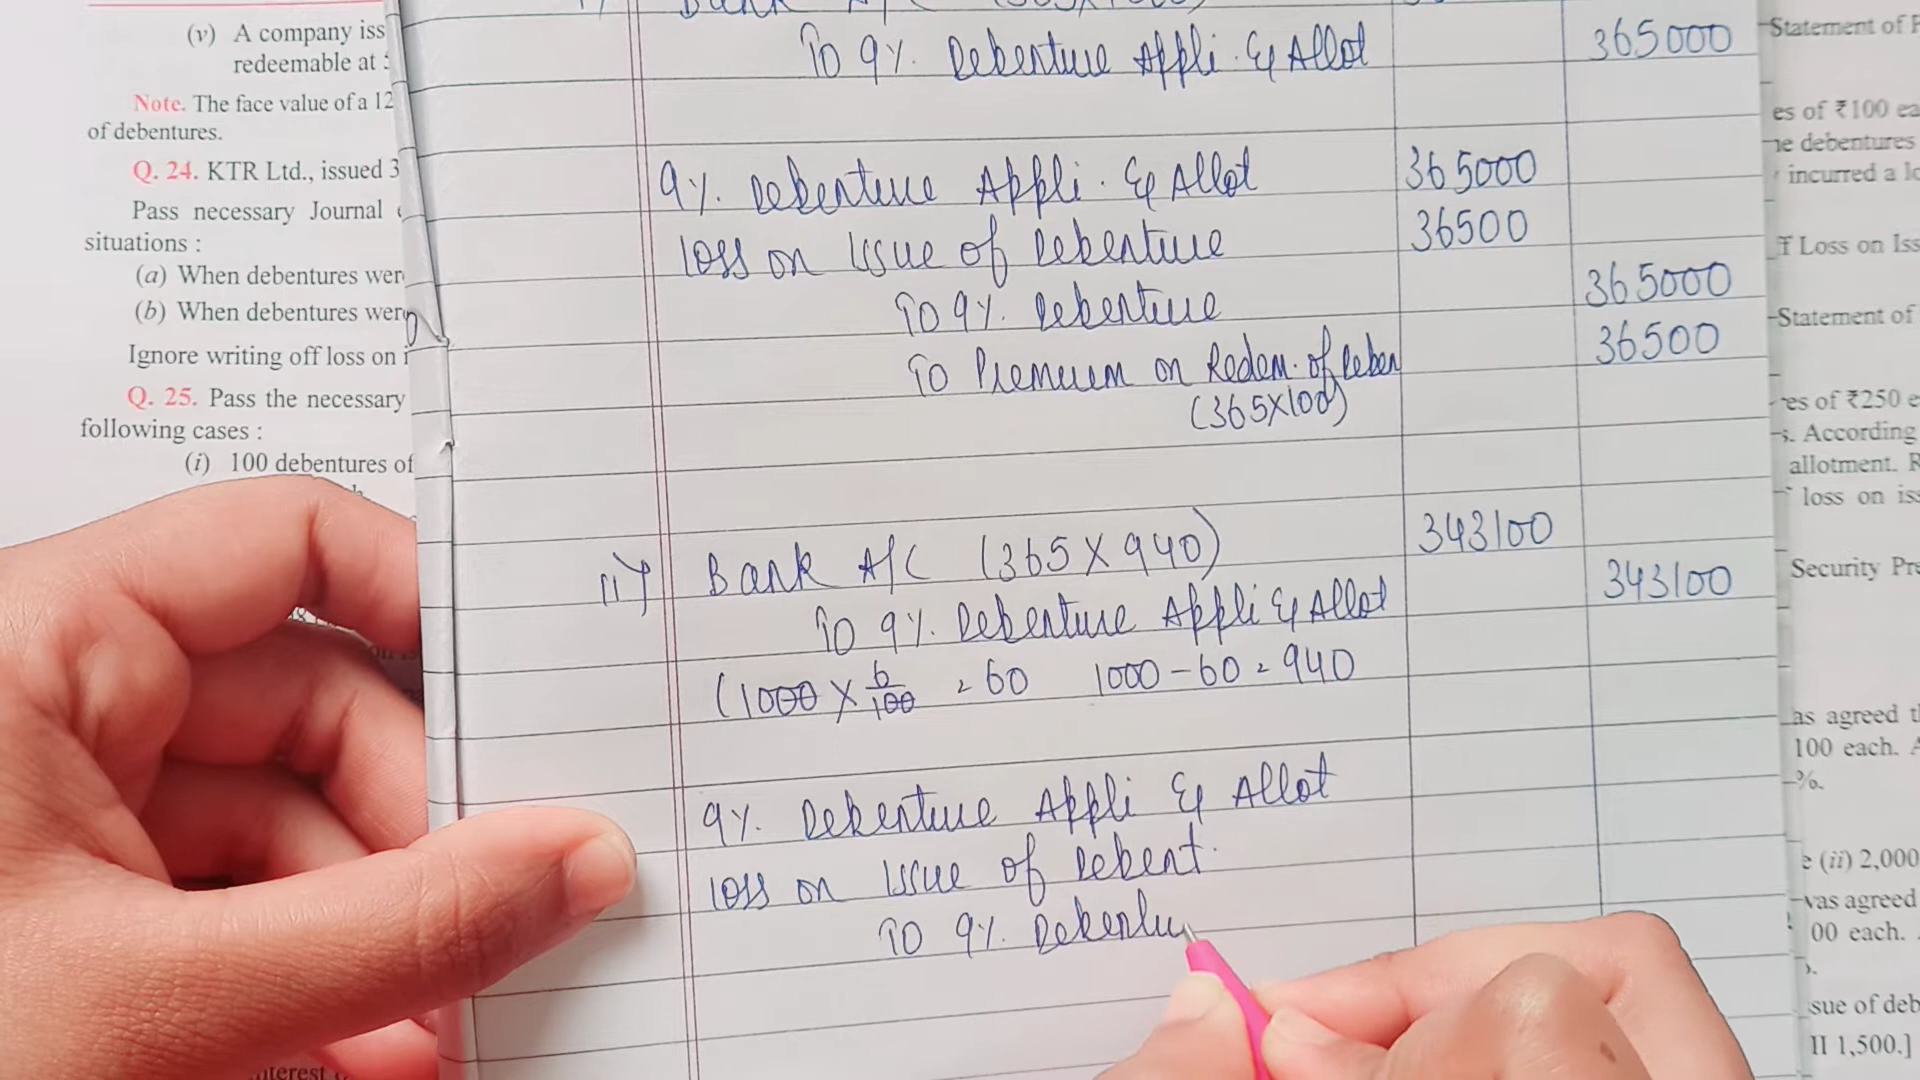 (v) A company iss
redeemable at
Note. The face value of a 12
of debentures.
Q. 24. KTR Ltd., issued 3
Pass necessary Journal
situations :
(a) When debentures wer
(b) When debentures wer
Ignore writing off loss on
Q. 25. Pass the necessary
following cases :
(i) 100 debentures of
To 9%. Debenture Appli. & Allot 365000
9%. Debenture Appli. & Allot 365000
loss on issue of Debenture 36500
To 9%. Debenture 365000
To Premium on Redem. of Deben 36500
(365X100)
ii) Bank A/C (365 X 940) 343100
To 9%. Debenture Appli & Allot 343100
(1000 X 6/100 = 60 1000 - 60 = 940
9%. Debenture Appli & Allot
loss on issue of Debent.
To 9%. Debentu
Statement of
es of ₹100 ea
debentures
incurred a lo
Loss on Iss
Statement of
es of ₹250 e
According
allotment. R
loss on iss
Security Pre
as agreed th
100 each. A
%.
(ii) 2,000
vas agreed
00 each.
sue of deb
II 1,500.]